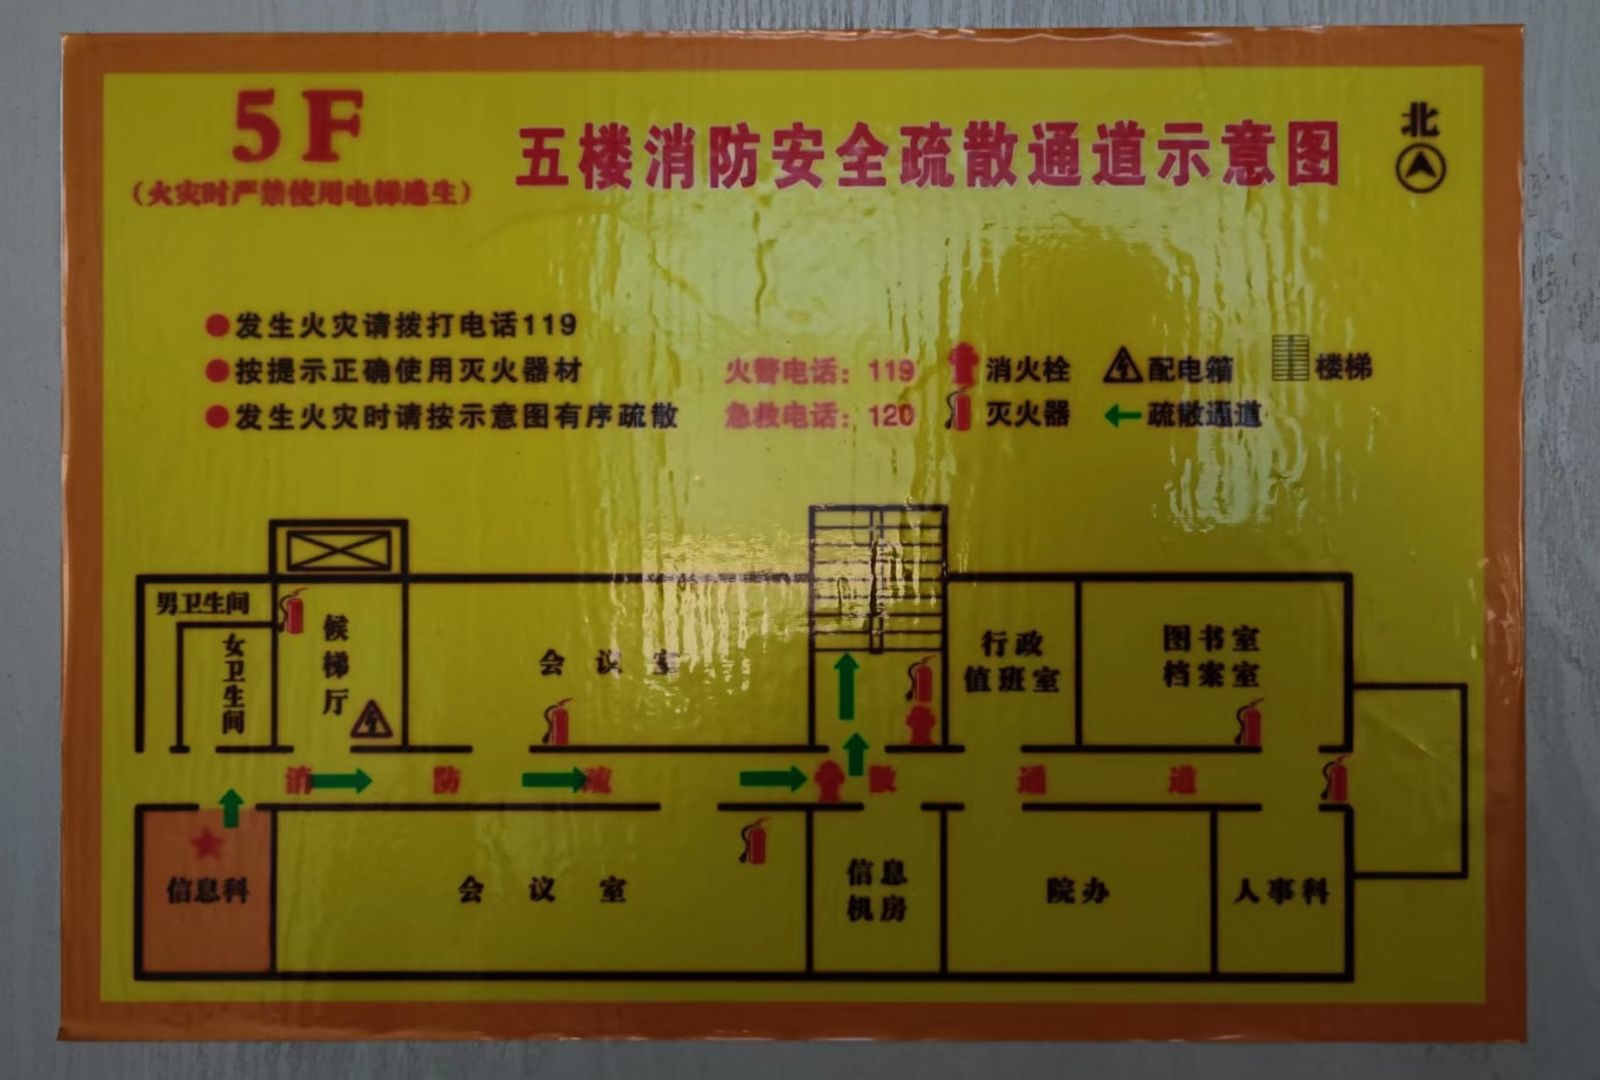 5F
（火灾时严禁使用电梯逃生）
五楼消防安全疏散通道示意图
北
●发生火灾请拨打电话119
●按提示正确使用灭火器材
●发生火灾时请按示意图有序疏散
火警电话：119
急救电话：120
消火栓
配电箱
楼梯
灭火器
疏散通道
男卫生间
女卫生间
候梯厅
会议室
行政
值班室
图书室
档案室
消防疏散通道
信息科
会议室
信息
机房
院办
人事科